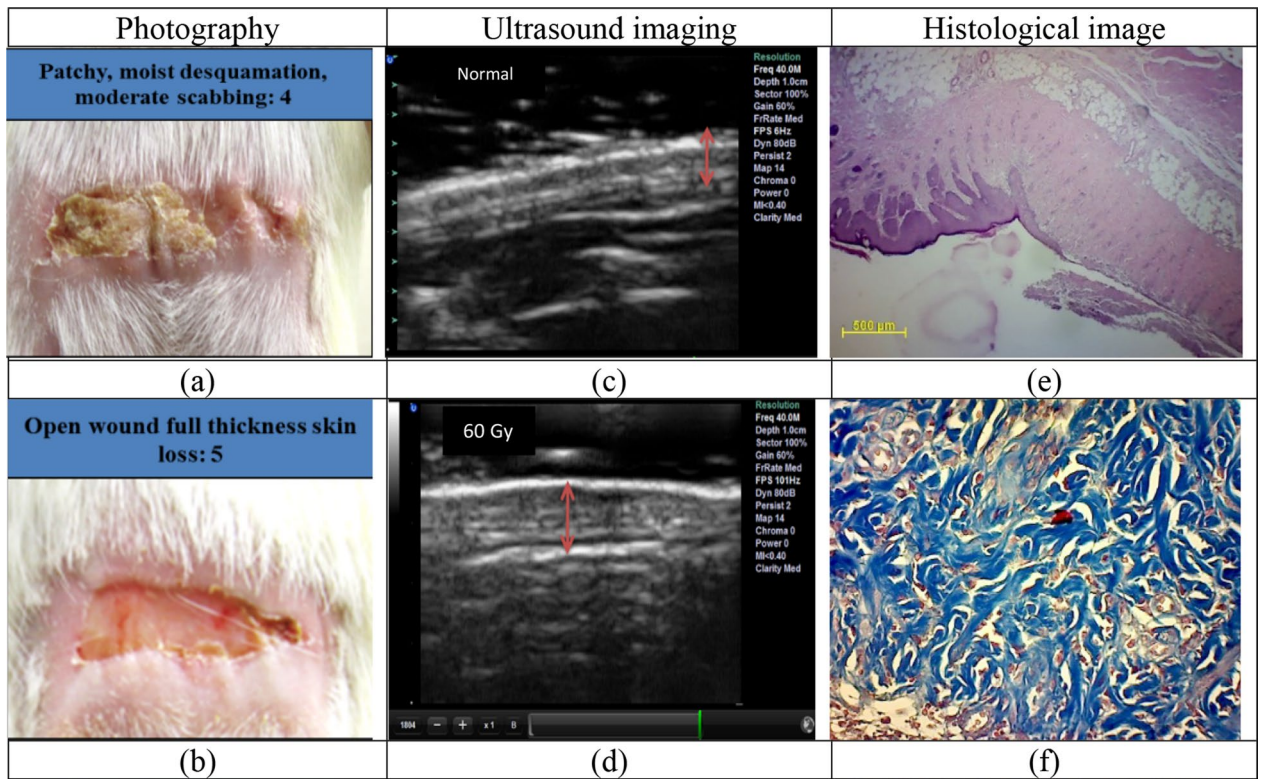 Photography
Ultrasound imaging
Histological image
Patchy, moist desquamation,
moderate scabbing: 4
Normal
Resolution
Freq 40.0M
Depth 1.0cm
Sector 100%
Gain 60%
FrRate Med
FPS 6Hz
Dyn 80dB
Persist 2
Map 14
Chroma 0
Power 0
MI<0.40
Clarity Med
500 µm
(a)
(c)
(e)
Open wound full thickness skin
loss: 5
60 Gy
Resolution
Freq 40.0M
Depth 1.0cm
Sector 100%
Gain 60%
FrRate Med
FPS 101Hz
Dyn 80dB
Persist 2
Map 14
Chroma 0
Power 0
MI<0.40
Clarity Med
1804
x 1
B
(b)
(d)
(f)